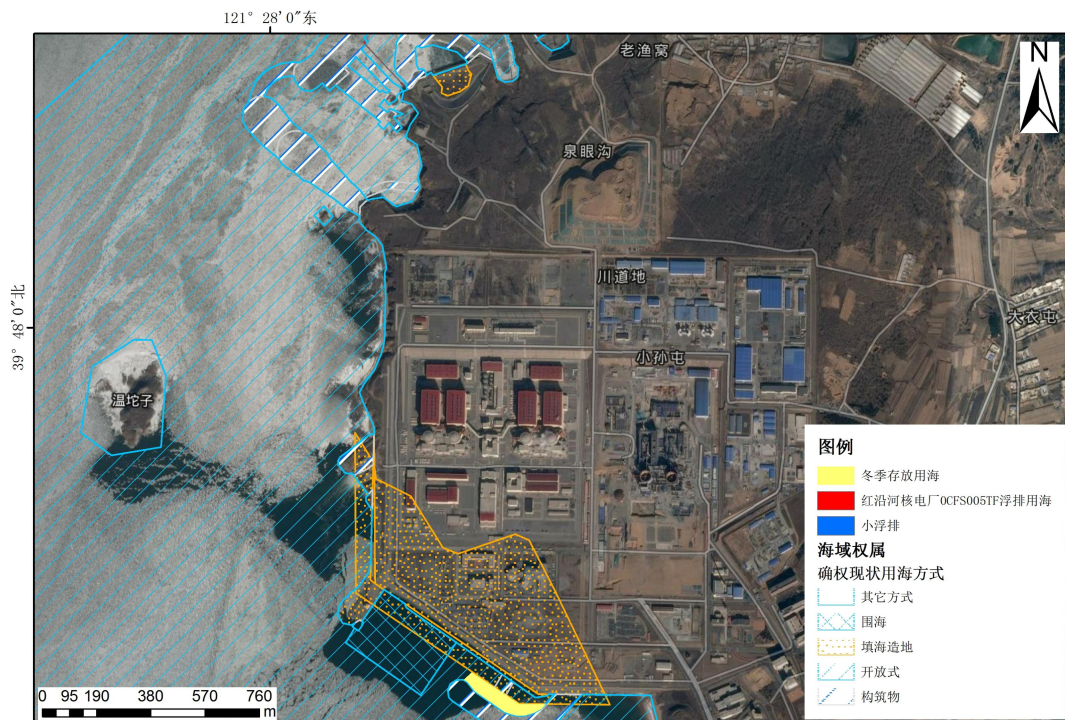 121° 28′0″东
39° 48′0″北
老渔窝
N
泉眼沟
川道地
大农屯
小孙屯
温坨子
图例
冬季存放用海
红沿河核电厂0CFS005TF浮排用海
小浮排
海域权属
确权现状用海方式
其它方式
围海
填海造地
开放式
构筑物
0 95 190 380 570 760
m